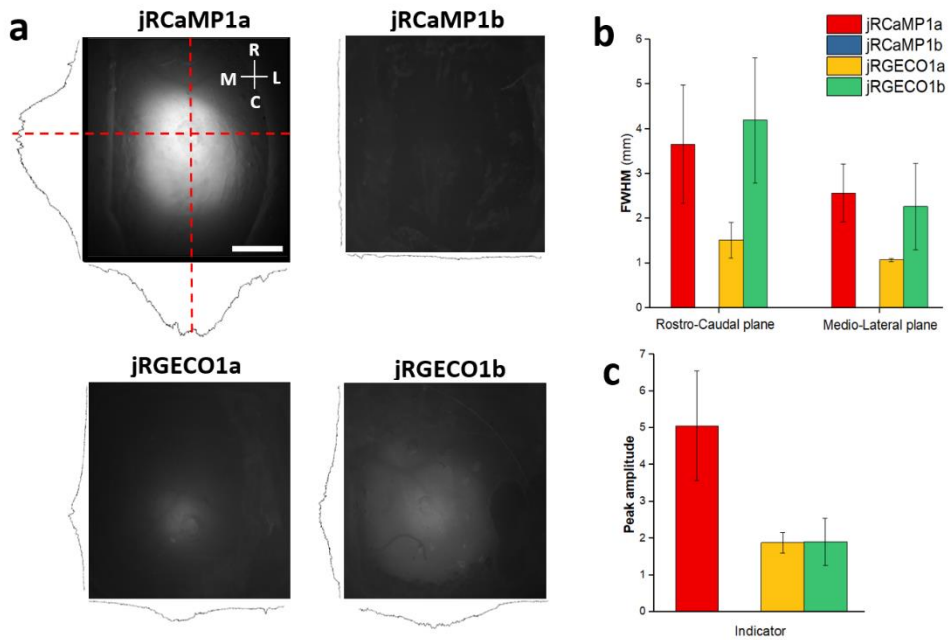 a
jRCaMP1a
R
M L
C
jRCaMP1b
jRGECO1a
jRGECO1b
b
jRCaMP1a
jRCaMP1b
jRGECO1a
jRGECO1b
FWHM (mm)
6
5
4
3
2
1
0
Rostro-Caudal plane Medio-Lateral plane
c
Peak amplitude
7
6
5
4
3
2
1
0
Indicator